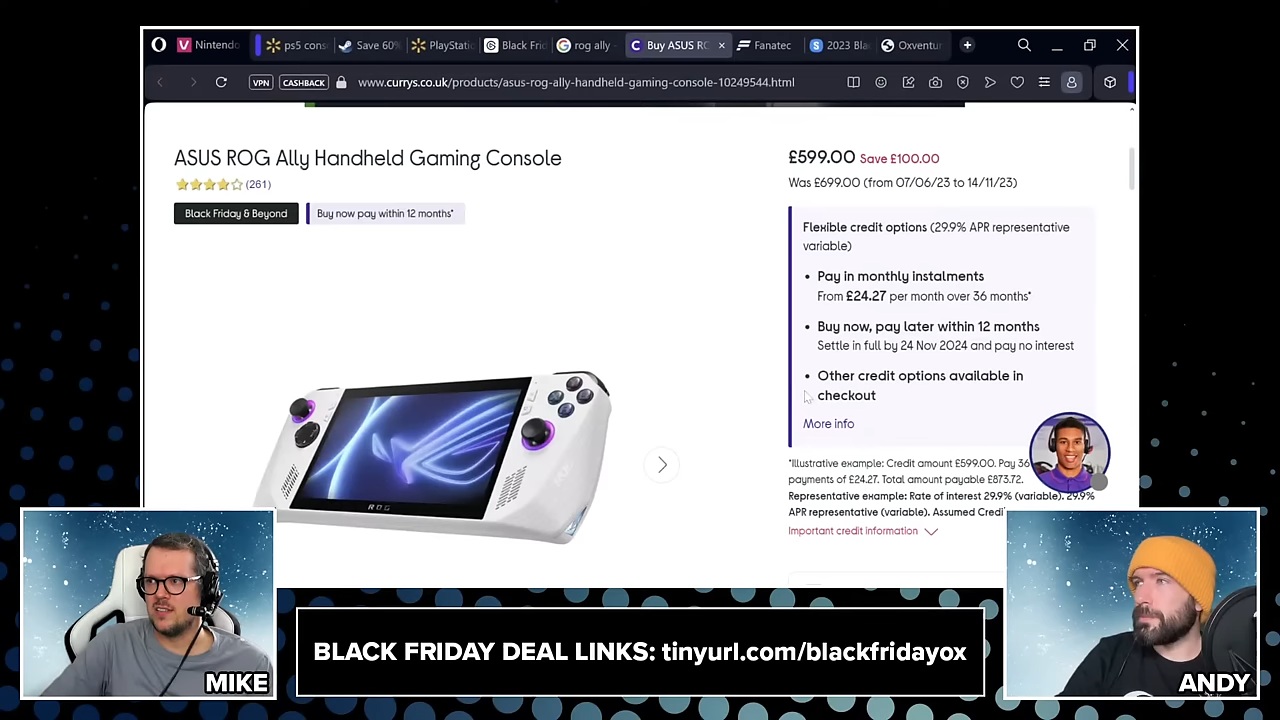 Nintendo
ps5 cons
Save 60%
PlayStatic
Black Frid
rog ally
Buy ASUS RO
Fanatec
2023 Bla
Oxventur
VPN
CASHBACK
www.currys.co.uk/products/asus-rog-ally-handheld-gaming-console-10249544.html
ASUS ROG Ally Handheld Gaming Console
(261)
Black Friday & Beyond
Buy now pay within 12 months*
£599.00 Save £100.00
Was £699.00 (from 07/06/23 to 14/11/23)
Flexible credit options (29.9% APR representative
variable)
• Pay in monthly instalments
From £24.27 per month over 36 months*
• Buy now, pay later within 12 months
Settle in full by 24 Nov 2024 and pay no interest
• Other credit options available in
checkout
More info
*Illustrative example: Credit amount £599.00. Pay 36
payments of £24.27. Total amount payable £873.72.
Representative example: Rate of interest 29.9% (variable). 29.9%
APR representative (variable). Assumed Credi
Important credit information
ROG
BLACK FRIDAY DEAL LINKS: tinyurl.com/blackfridayox
MIKE
ANDY